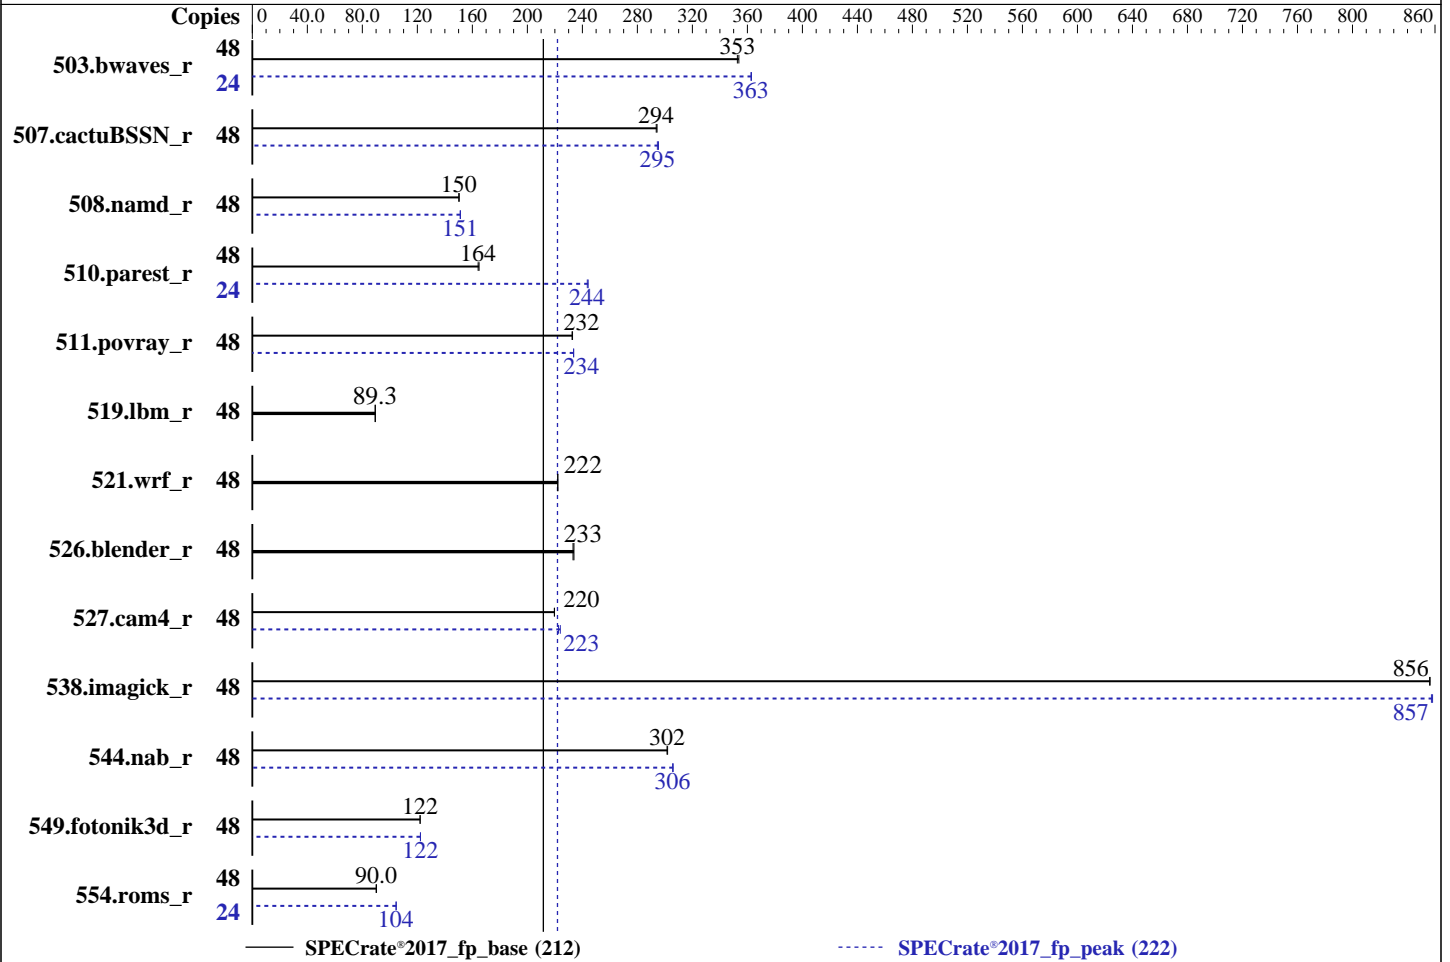 Copies 0 40.0 80.0 120 160 200 240 280 320 360 400 440 480 520 560 600 640 680 720 760 800 860
503.bwaves_r 48 353
24 363
507.cactuBSSN_r 48 294
295
508.namd_r 48 150
151
510.parest_r 48 164
24 244
511.povray_r 48 232
234
519.lbm_r 48 89.3
521.wrf_r 48 222
526.blender_r 48 233
527.cam4_r 48 220
223
538.imagick_r 48 856
857
544.nab_r 48 302
306
549.fotonik3d_r 48 122
122
554.roms_r 48 90.0
24 104
SPECrate®2017_fp_base (212) SPECrate®2017_fp_peak (222)